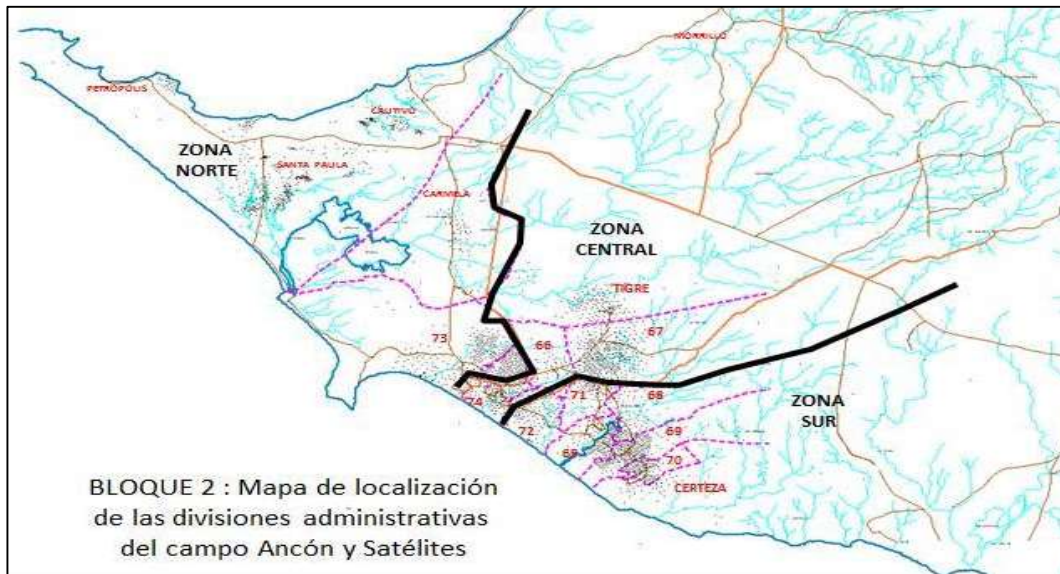 MORRILLO
PETRÓPOLIS
CAUTIVO
ZONA
NORTE
SANTA PAULA
CARMELA
ZONA
CENTRAL
TIGRE
73
66
67
74
71
68
72
69
ZONA
SUR
70
CERTEZA
BLOQUE 2 : Mapa de localización
de las divisiones administrativas
del campo Ancón y Satélites